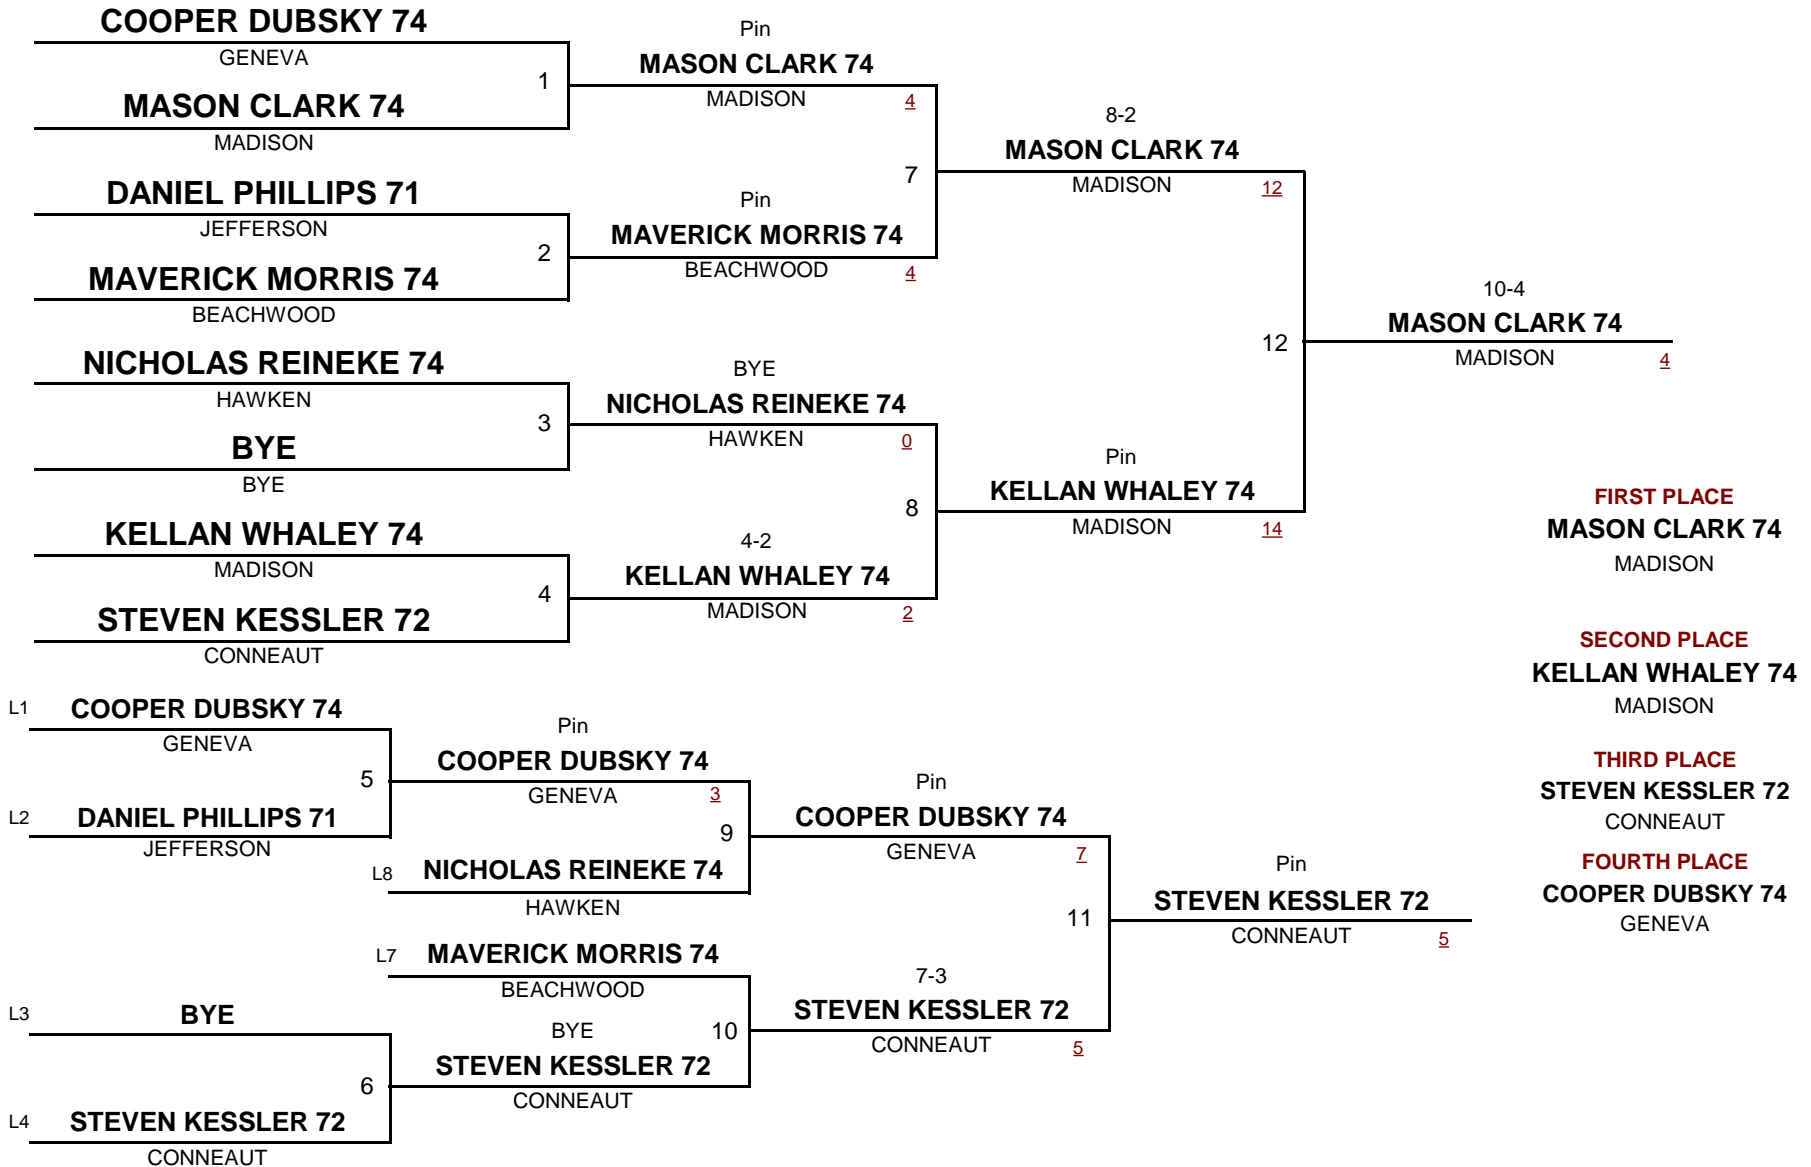 COOPER DUBSKY 74
GENEVA
1
MASON CLARK 74
MADISON
DANIEL PHILLIPS 71
JEFFERSON
2
MAVERICK MORRIS 74
BEACHWOOD
NICHOLAS REINEKE 74
HAWKEN
3
BYE
BYE
KELLAN WHALEY 74
MADISON
4
STEVEN KESSLER 72
CONNEAUT
Pin
MASON CLARK 74
MADISON 4
7
Pin
MAVERICK MORRIS 74
BEACHWOOD 4
BYE
NICHOLAS REINEKE 74
HAWKEN 0
8
4-2
KELLAN WHALEY 74
MADISON 2
8-2
MASON CLARK 74
MADISON 12
12
Pin
KELLAN WHALEY 74
MADISON 14
10-4
MASON CLARK 74
MADISON 4
FIRST PLACE
MASON CLARK 74
MADISON
SECOND PLACE
KELLAN WHALEY 74
MADISON
THIRD PLACE
STEVEN KESSLER 72
CONNEAUT
FOURTH PLACE
COOPER DUBSKY 74
GENEVA
L1 COOPER DUBSKY 74
GENEVA
5
L2 DANIEL PHILLIPS 71
JEFFERSON
L3 BYE
6
L4 STEVEN KESSLER 72
CONNEAUT
Pin
COOPER DUBSKY 74
GENEVA 3
9
L8 NICHOLAS REINEKE 74
HAWKEN
L7 MAVERICK MORRIS 74
BEACHWOOD
BYE 10
STEVEN KESSLER 72
CONNEAUT
Pin
COOPER DUBSKY 74
GENEVA 7
11
7-3
STEVEN KESSLER 72
CONNEAUT 5
Pin
STEVEN KESSLER 72
CONNEAUT 5